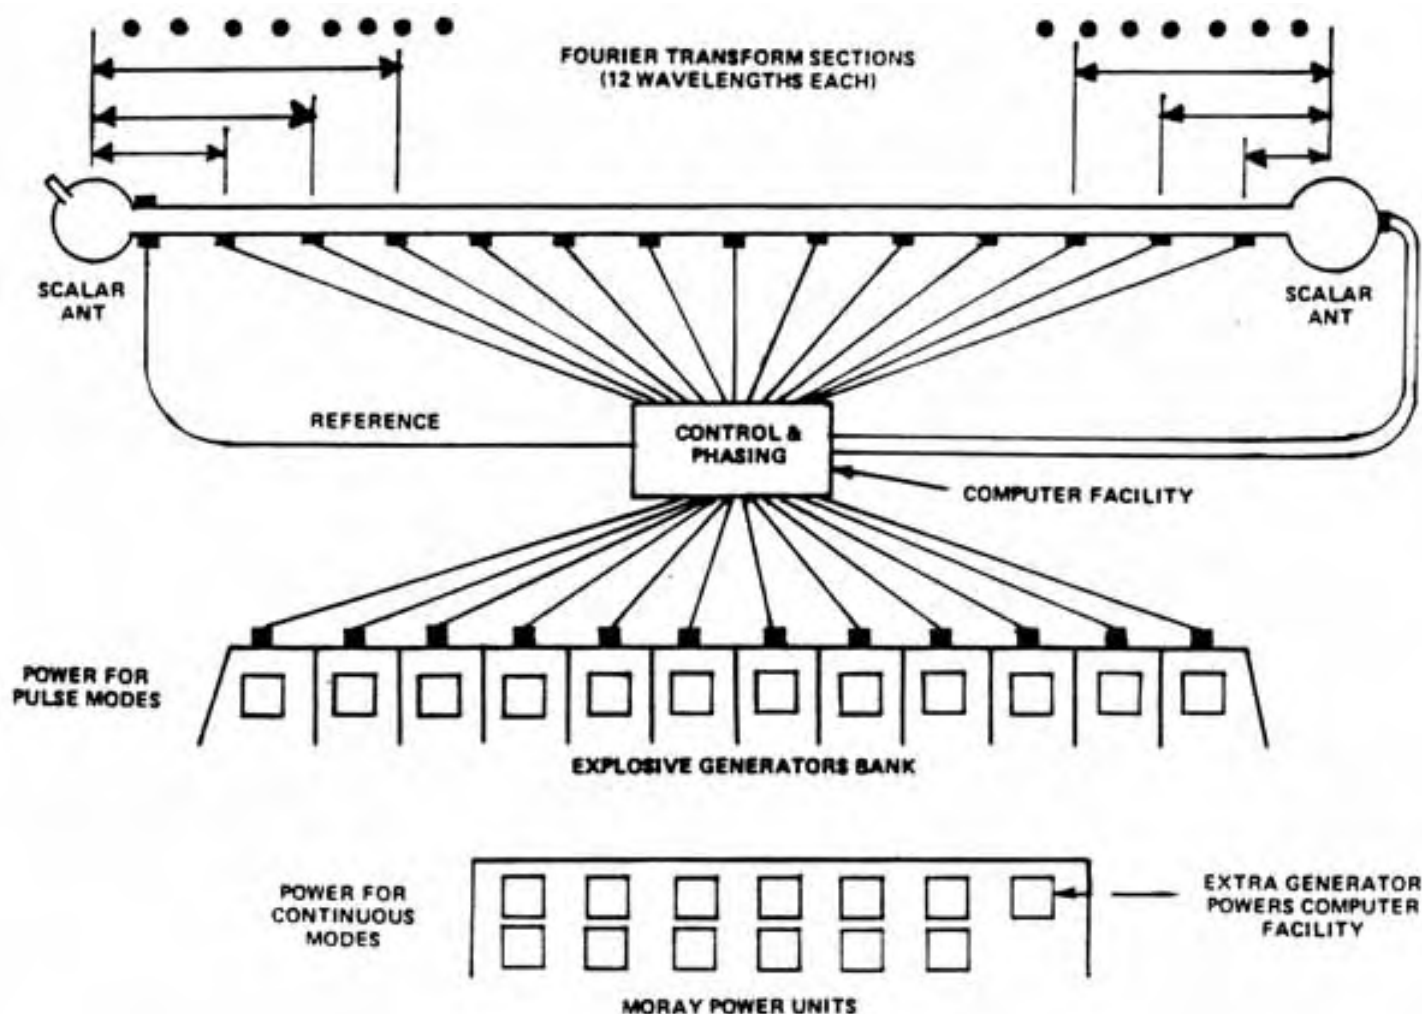 FOURIER TRANSFORM SECTIONS
(12 WAVELENGTHS EACH)
SCALAR
ANT
SCALAR
ANT
REFERENCE
CONTROL &
PHASING
COMPUTER FACILITY
POWER FOR
PULSE MODES
EXPLOSIVE GENERATORS BANK
POWER FOR
CONTINUOUS
MODES
EXTRA GENERATOR
POWERS COMPUTER
FACILITY
MORAY POWER UNITS